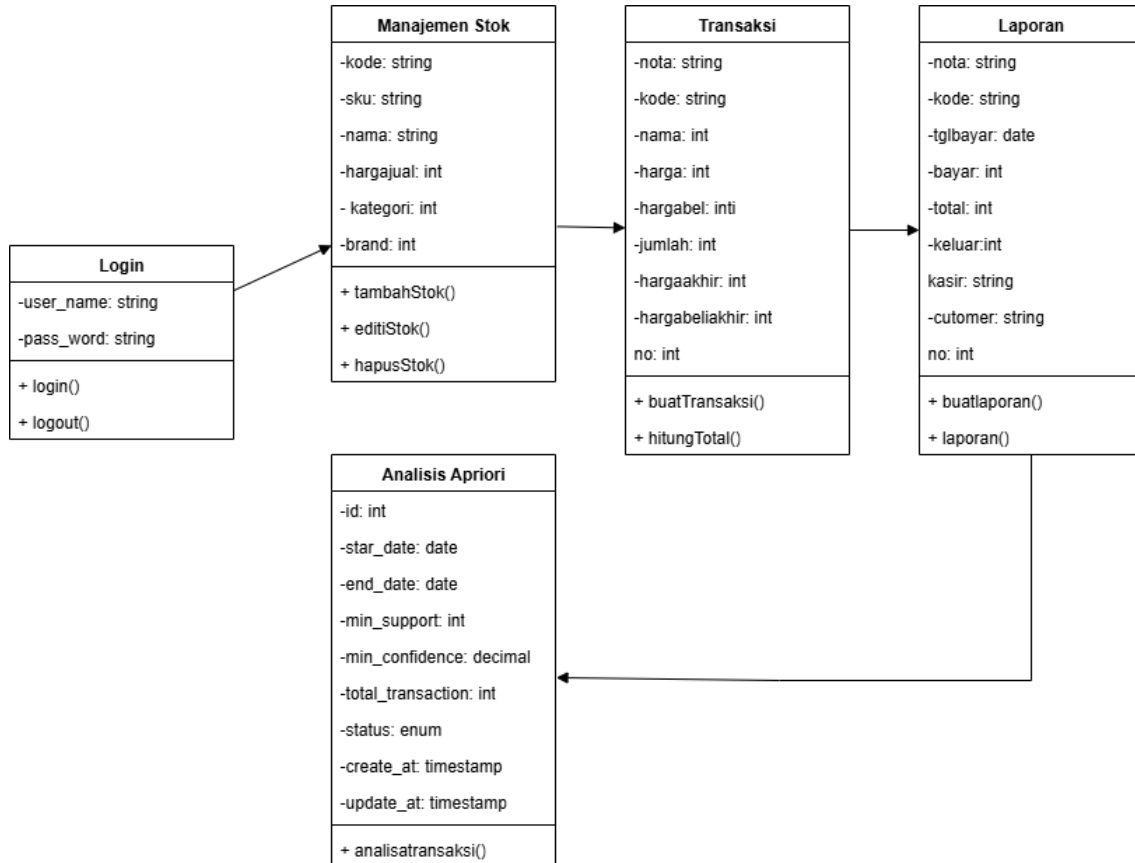 Manajemen Stok
-kode: string
-sku: string
-nama: string
-hargajual: int
- kategori: int
-brand: int
+ tambahStok()
+ editiStok()
+ hapusStok()
Transaksi
-nota: string
-kode: string
-nama: int
-harga: int
-hargabel: inti
-jumlah: int
-hargaakhir: int
-hargabeliakhir: int
no: int
+ buatTransaksi()
+ hitungTotal()
Laporan
-nota: string
-kode: string
-tglbayar: date
-bayar: int
-total: int
-keluar:int
kasir: string
-cutomer: string
no: int
+ buatlaporan()
+ laporan()
Login
-user_name: string
-pass_word: string
+ login()
+ logout()
Analisis Apriori
-id: int
-star_date: date
-end_date: date
-min_support: int
-min_confidence: decimal
-total_transaction: int
-status: enum
-create_at: timestamp
-update_at: timestamp
+ analisatransaksi()